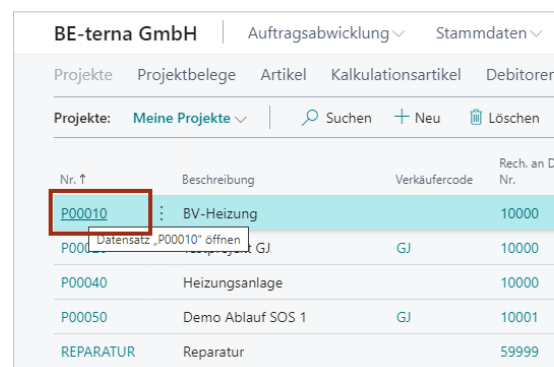 BE-terna GmbH Auftragsabwicklung Stammdaten
Projekte Projektbelege Artikel Kalkulationsartikel Debitoren
Projekte: Meine Projekte Suchen + Neu Löschen
Rech. an D
Nr. ↑ Beschreibung Verkäufercode Nr.
P00010 BV-Heizung 10000
Datensatz „P00010“ öffnen
GJ GJ 10000
P00040 Heizungsanlage 10000
P00050 Demo Ablauf SOS 1 GJ 10001
REPARATUR Reparatur 59999